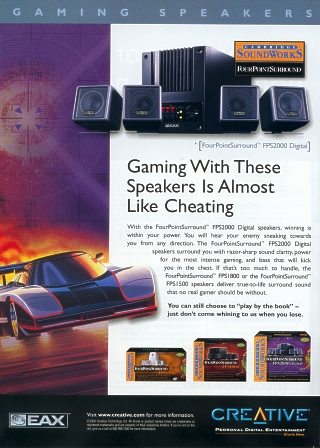 GAMING SPEAKERS
CAMBRIDGE
SOUNDWORKS
FOURPOINTSURROUND
EAX
[FourPointSurround™ FPS2000 Digital]
Gaming With These
Speakers Is Almost
Like Cheating
With the FourPointSurround™ FPS2000 Digital speakers, winning is
within your power. You will hear your enemy sneaking towards
you from any direction. The FourPointSurround™ FPS2000 Digital
speakers surround you with razor-sharp sound clarity, power
for the most intense gaming, and bass that will kick
you in the chest. If that's too much to handle, the
FourPointSurround™ FPS1800 or the FourPointSurround™
FPS1500 speakers deliver true-to-life surround sound
that no real gamer should be without.
You can still choose to "play by the book" –
just don't come whining to us when you lose.
EAX
Visit www.creative.com for more information.
CREATIVE
PERSONAL DIGITAL ENTERTAINMENT
Starts Here.